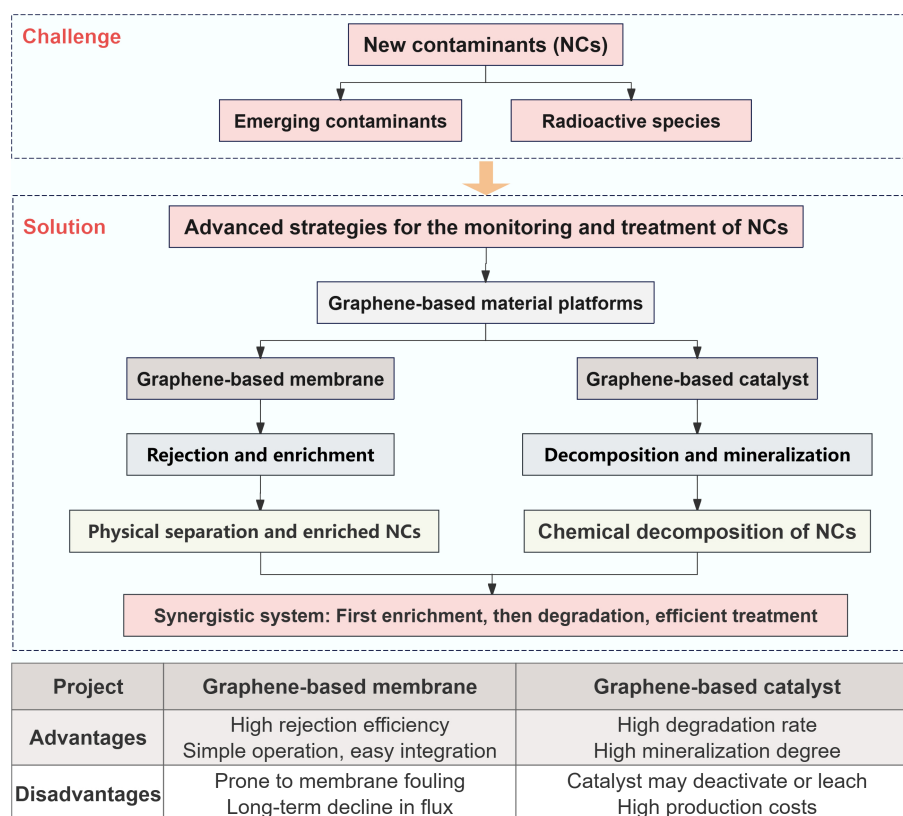 Challenge
New contaminants (NCs)
Emerging contaminants
Radioactive species
Solution
Advanced strategies for the monitoring and treatment of NCs
Graphene-based material platforms
Graphene-based membrane
Graphene-based catalyst
Rejection and enrichment
Decomposition and mineralization
Physical separation and enriched NCs
Chemical decomposition of NCs
Synergistic system: First enrichment, then degradation, efficient treatment
Project
Graphene-based membrane
Graphene-based catalyst
Advantages
High rejection efficiency
Simple operation, easy integration
High degradation rate
High mineralization degree
Disadvantages
Prone to membrane fouling
Long-term decline in flux
Catalyst may deactivate or leach
High production costs